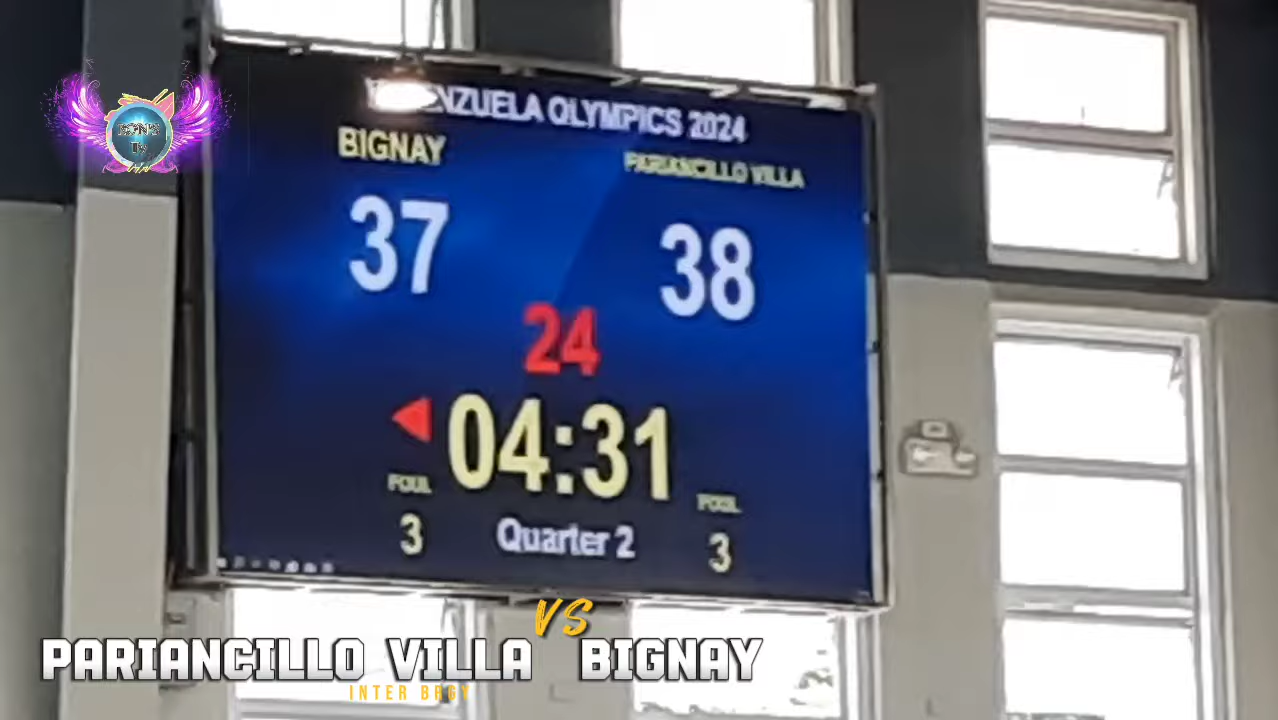 OLYMPICS 2024
BIGNAY
PARIANCILLO VILLA
37
38
24
04:31
FOUL
FOUL
3
Quarter 2
3
VS
PARIANCILLO VILLA BIGNAY
INTER BRGY